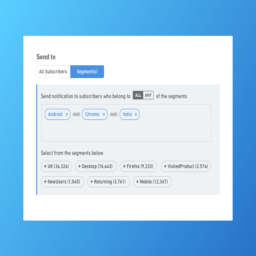 Send to
All Subscribers Segment(s)
Send notification to subscribers who belong to ALL ANY of the segments
Android × AND Chrome × AND India ×
Select from the segments below
+ UK (34,324) + Desktop (76,443) + Firefox (9,333) + VisitedProduct (2,574)
+ NewUsers (1,845) + Returning (3,761) + Mobile (12,367)